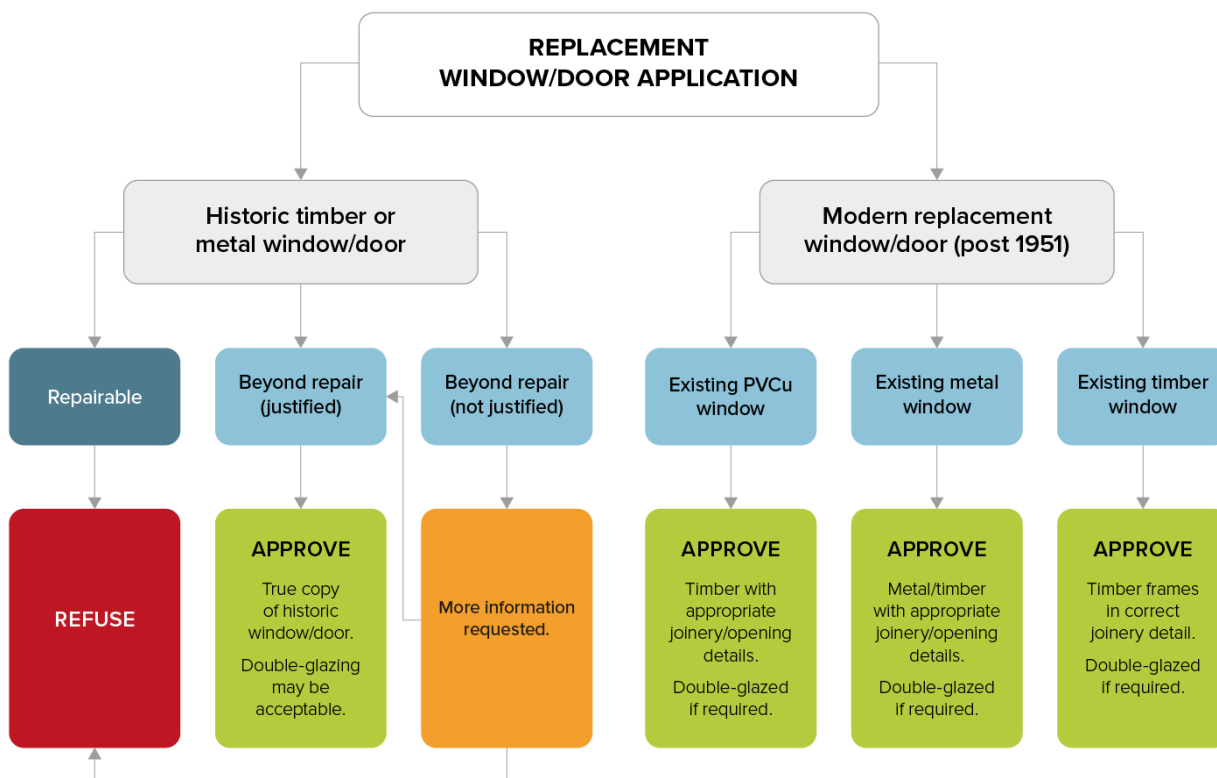 REPLACEMENT
WINDOW/DOOR APPLICATION
Historic timber or
metal window/door
Modern replacement
window/door (post 1951)
Repairable
Beyond repair
(justified)
Beyond repair
(not justified)
Existing PVCu
window
Existing metal
window
Existing timber
window
REFUSE
APPROVE
True copy
of historic
window/door.
Double-glazing
may be
acceptable.
More information
requested.
APPROVE
Timber with
appropriate
joinery/opening
details.
Double-glazed
if required.
APPROVE
Metal/timber
with appropriate
joinery/opening
details.
Double-glazed
if required.
APPROVE
Timber frames
in correct
joinery detail.
Double-glazed
if required.